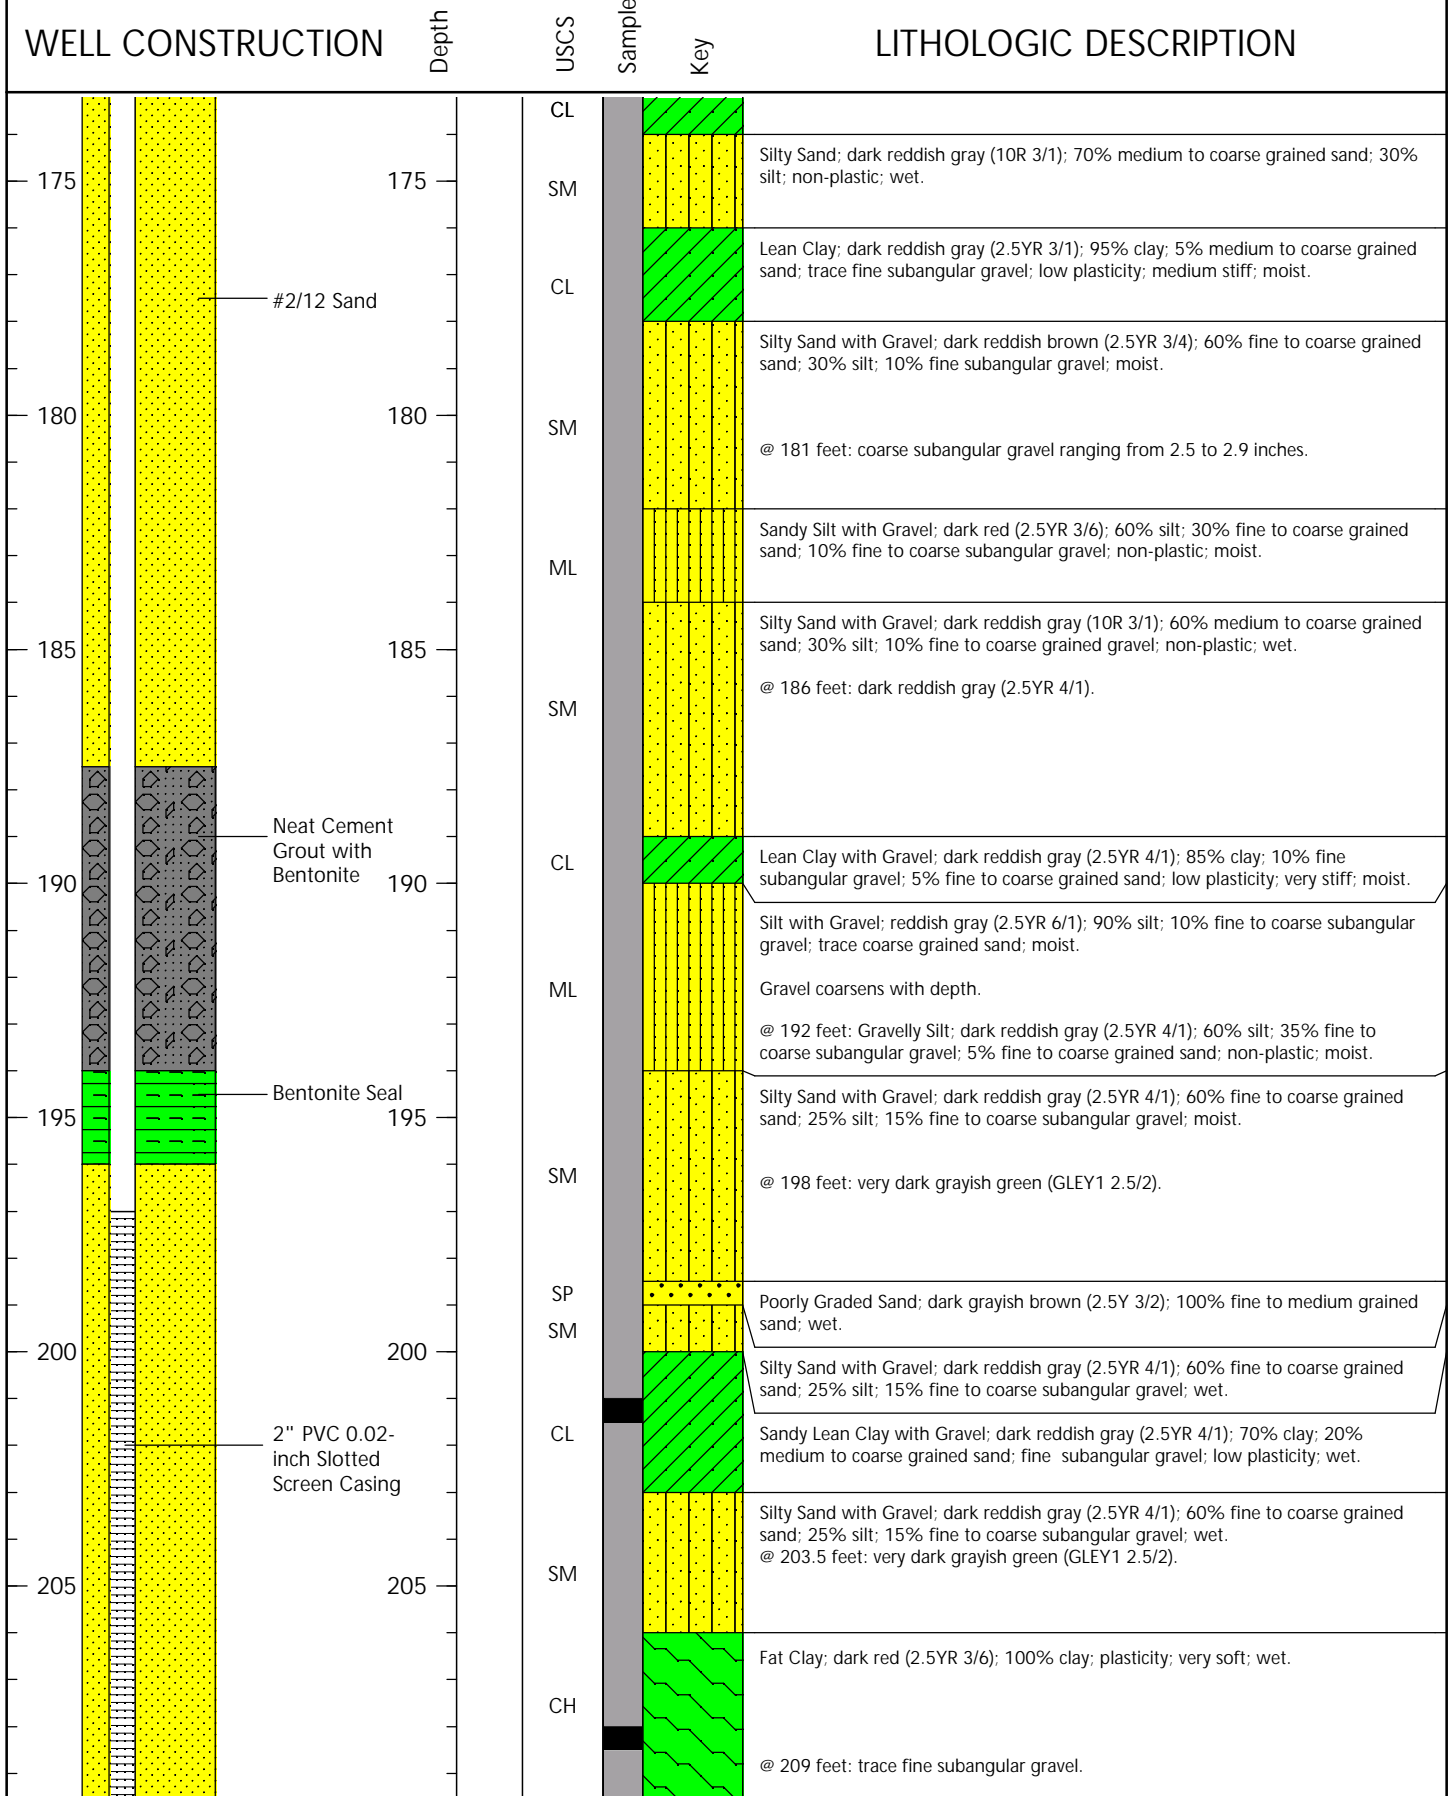 WELL CONSTRUCTION
Depth
USCS
Sample
Key
LITHOLOGIC DESCRIPTION
CL
Silty Sand; dark reddish gray (10R 3/1); 70% medium to coarse grained sand; 30%
silt; non-plastic; wet.
175
175
SM
Lean Clay; dark reddish gray (2.5YR 3/1); 95% clay; 5% medium to coarse grained
sand; trace fine subangular gravel; low plasticity; medium stiff; moist.
CL
#2/12 Sand
Silty Sand with Gravel; dark reddish brown (2.5YR 3/4); 60% fine to coarse grained
sand; 30% silt; 10% fine subangular gravel; moist.
180
180
SM
@ 181 feet: coarse subangular gravel ranging from 2.5 to 2.9 inches.
Sandy Silt with Gravel; dark red (2.5YR 3/6); 60% silt; 30% fine to coarse grained
sand; 10% fine to coarse subangular gravel; non-plastic; moist.
ML
Silty Sand with Gravel; dark reddish gray (10R 3/1); 60% medium to coarse grained
sand; 30% silt; 10% fine to coarse grained gravel; non-plastic; wet.
185
185
@ 186 feet: dark reddish gray (2.5YR 4/1).
SM
Neat Cement
Grout with
Bentonite
CL
Lean Clay with Gravel; dark reddish gray (2.5YR 4/1); 85% clay; 10% fine
subangular gravel; 5% fine to coarse grained sand; low plasticity; very stiff; moist.
190
190
Silt with Gravel; reddish gray (2.5YR 6/1); 90% silt; 10% fine to coarse subangular
gravel; trace coarse grained sand; moist.
ML
Gravel coarsens with depth.
@ 192 feet: Gravelly Silt; dark reddish gray (2.5YR 4/1); 60% silt; 35% fine to
coarse subangular gravel; 5% fine to coarse grained sand; non-plastic; moist.
Bentonite Seal
Silty Sand with Gravel; dark reddish gray (2.5YR 4/1); 60% fine to coarse grained
sand; 25% silt; 15% fine to coarse subangular gravel; moist.
195
195
SM
@ 198 feet: very dark grayish green (GLEY1 2.5/2).
SP
Poorly Graded Sand; dark grayish brown (2.5Y 3/2); 100% fine to medium grained
sand; wet.
SM
200
200
Silty Sand with Gravel; dark reddish gray (2.5YR 4/1); 60% fine to coarse grained
sand; 25% silt; 15% fine to coarse subangular gravel; wet.
2" PVC 0.02-
inch Slotted
Screen Casing
CL
Sandy Lean Clay with Gravel; dark reddish gray (2.5YR 4/1); 70% clay; 20%
medium to coarse grained sand; fine  subangular gravel; low plasticity; wet.
Silty Sand with Gravel; dark reddish gray (2.5YR 4/1); 60% fine to coarse grained
sand; 25% silt; 15% fine to coarse subangular gravel; wet.
@ 203.5 feet: very dark grayish green (GLEY1 2.5/2).
SM
205
205
Fat Clay; dark red (2.5YR 3/6); 100% clay; plasticity; very soft; wet.
CH
@ 209 feet: trace fine subangular gravel.